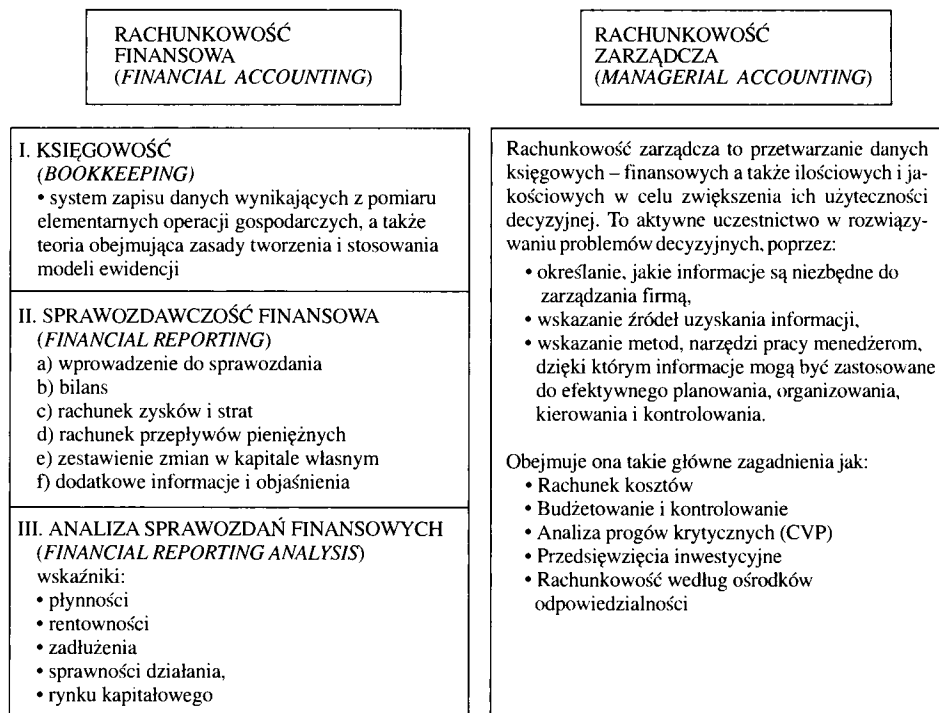 RACHUNKOWOŚĆ
FINANSOWA
(FINANCIAL ACCOUNTING)
I. KSIĘGOWOŚĆ
(BOOKKEEPING)
• system zapisu danych wynikających z pomiaru
elementarnych operacji gospodarczych, a także
teoria obejmująca zasady tworzenia i stosowania
modeli ewidencji
II. SPRAWOZDAWCZOŚĆ FINANSOWA
(FINANCIAL REPORTING)
a) wprowadzenie do sprawozdania
b) bilans
c) rachunek zysków i strat
d) rachunek przepływów pieniężnych
e) zestawienie zmian w kapitale własnym
f) dodatkowe informacje i objaśnienia
III. ANALIZA SPRAWOZDAŃ FINANSOWYCH
(FINANCIAL REPORTING ANALYSIS)
wskaźniki:
• płynności
• rentowności
• zadłużenia
• sprawności działania,
• rynku kapitałowego
RACHUNKOWOŚĆ
ZARZĄDCZA
(MANAGERIAL ACCOUNTING)
Rachunkowość zarządcza to przetwarzanie danych
księgowych – finansowych a także ilościowych i ja-
kościowych w celu zwiększenia ich użyteczności
decyzyjnej. To aktywne uczestnictwo w rozwiązy-
waniu problemów decyzyjnych, poprzez:
• określanie, jakie informacje są niezbędne do
zarządzania firmą,
• wskazanie źródeł uzyskania informacji,
• wskazanie metod, narzędzi pracy menedżerom,
dzięki którym informacje mogą być zastosowane
do efektywnego planowania, organizowania,
kierowania i kontrolowania.
Obejmuje ona takie główne zagadnienia jak:
• Rachunek kosztów
• Budżetowanie i kontrolowanie
• Analiza progów krytycznych (CVP)
• Przedsięwzięcia inwestycyjne
• Rachunkowość według ośrodków
odpowiedzialności